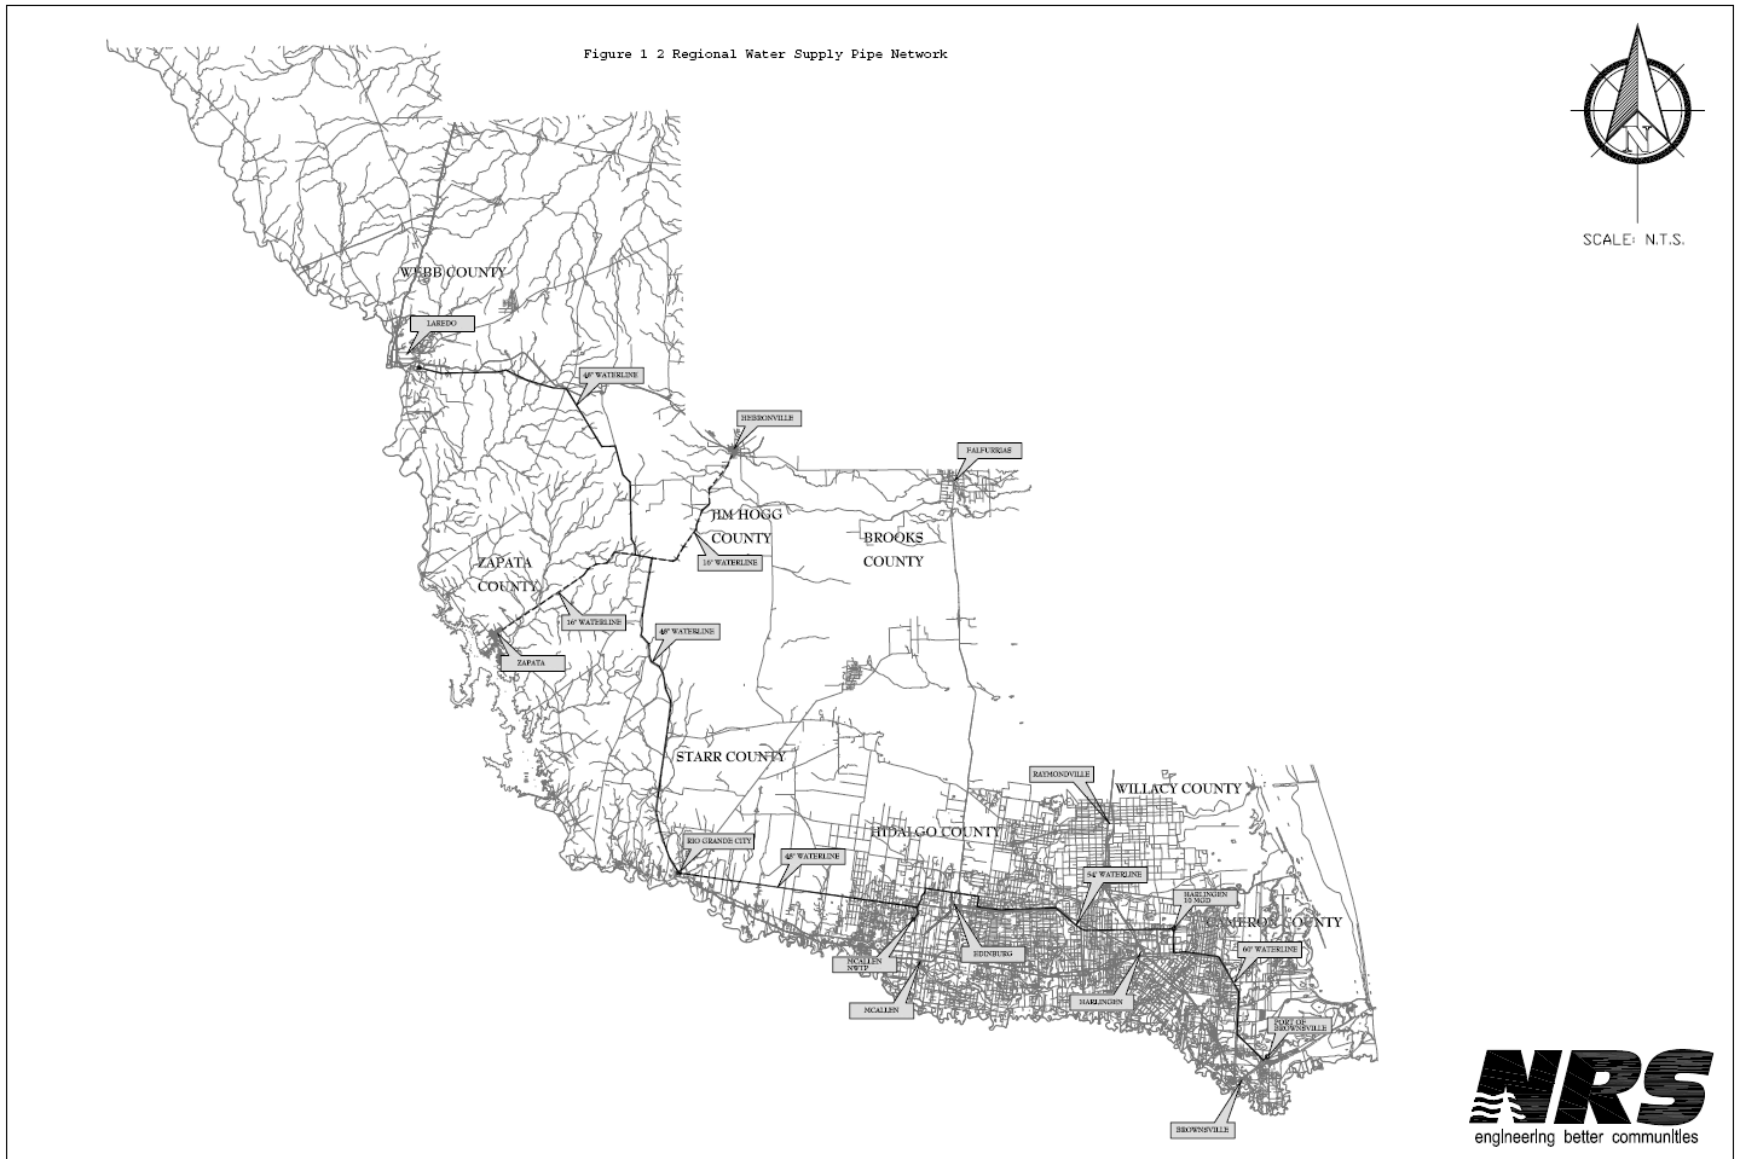 Figure 1 2 Regional Water Supply Pipe Network
N
SCALE: N.T.S.
WEBB COUNTY
LAREDO
48" WATERLINE
HEBRONVILLE
FALFURRIAS
JIM HOGG
COUNTY
BROOKS
COUNTY
16" WATERLINE
ZAPATA
COUNTY
16" WATERLINE
48" WATERLINE
ZAPATA
STARR COUNTY
RAYMONDVILLE
WILLACY COUNTY
HIDALGO COUNTY
RIO GRANDE CITY
48" WATERLINE
54" WATERLINE
HARLINGEN
10 MGD
CAMERON COUNTY
60" WATERLINE
EDINBURG
MCALLEN
NWTP
HARLINGEN
MCALLEN
PORT OF
BROWNSVILLE
BROWNSVILLE
NRS
engineering better communities